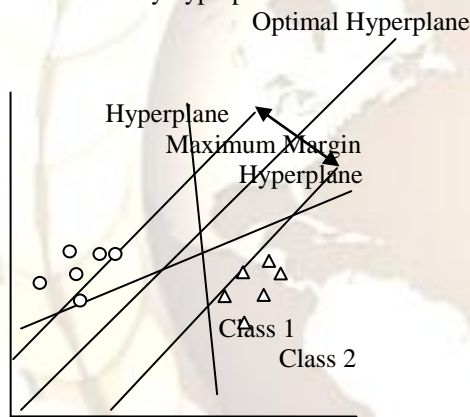 Optimal Hyperplane
Hyperplane
Maximum Margin
Hyperplane
Class 1
Class 2